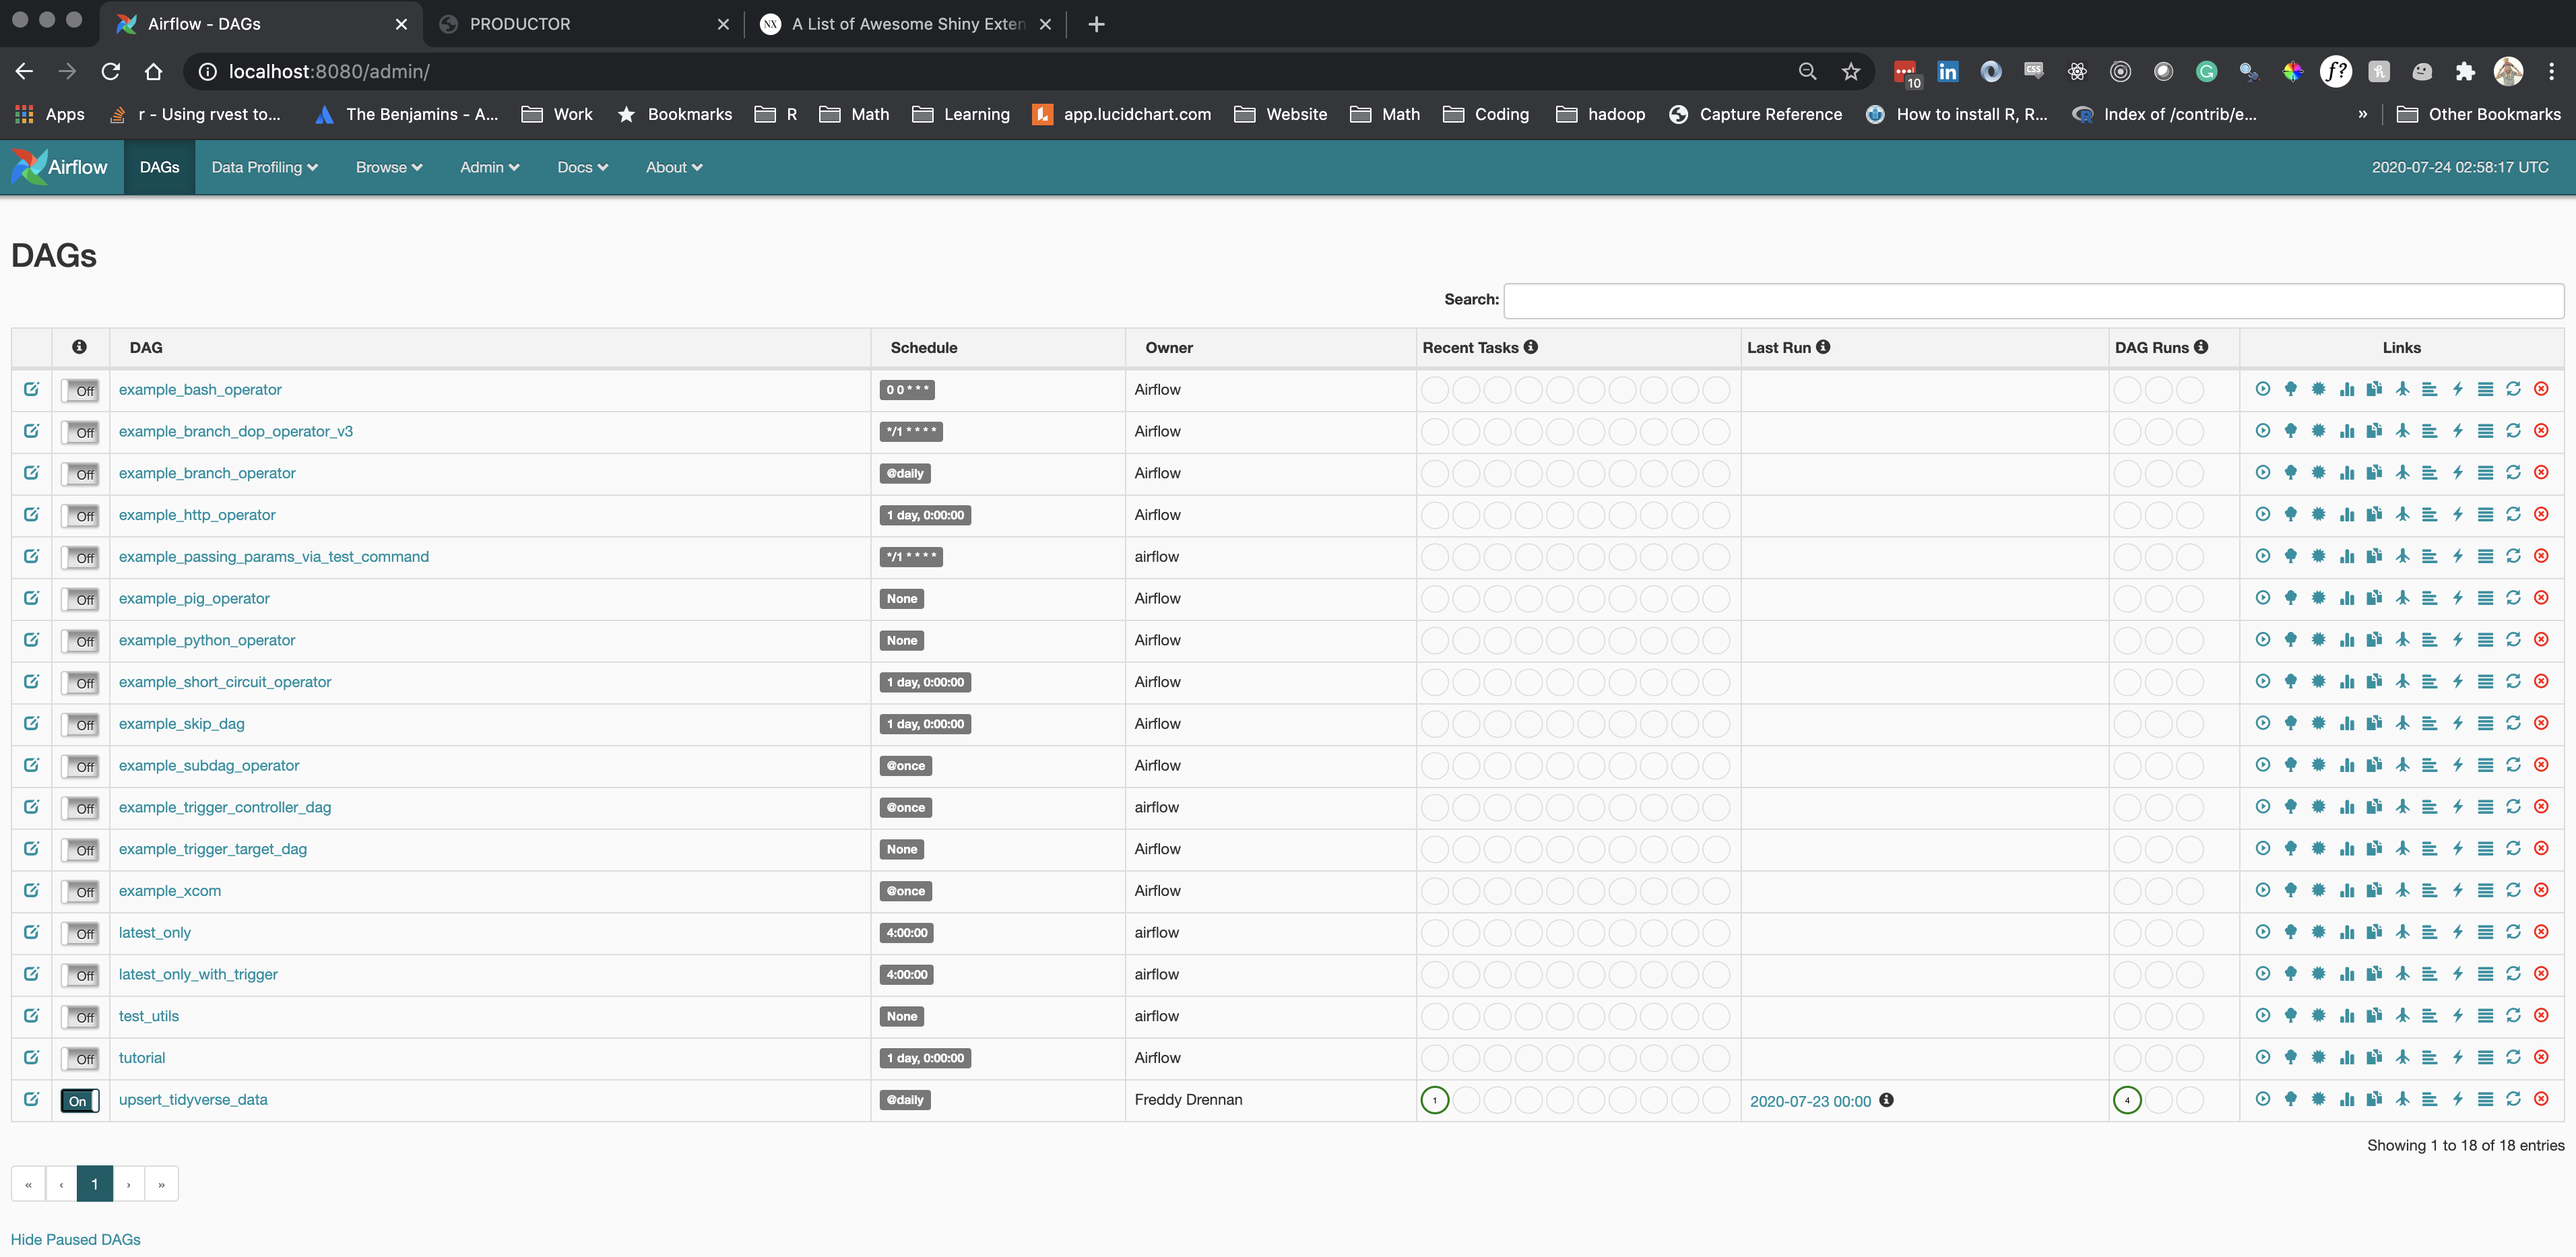 Airflow - DAGs
PRODUCTOR
A List of Awesome Shiny Exten
localhost:8080/admin/
10
Apps r - Using rvest to... The Benjamins - A... Work Bookmarks R Math Learning app.lucidchart.com Website Math Coding hadoop Capture Reference How to install R, R... Index of /contrib/e... » Other Bookmarks
Airflow DAGs Data Profiling Browse Admin Docs About 2020-07-24 02:58:17 UTC
DAGs
Search:
DAG Schedule Owner Recent Tasks Last Run DAG Runs Links
Off example_bash_operator 0 0 * * * Airflow
Off example_branch_dop_operator_v3 */1 * * * * Airflow
Off example_branch_operator @daily Airflow
Off example_http_operator 1 day, 0:00:00 Airflow
Off example_passing_params_via_test_command */1 * * * * airflow
Off example_pig_operator None Airflow
Off example_python_operator None Airflow
Off example_short_circuit_operator 1 day, 0:00:00 Airflow
Off example_skip_dag 1 day, 0:00:00 Airflow
Off example_subdag_operator @once Airflow
Off example_trigger_controller_dag @once airflow
Off example_trigger_target_dag None Airflow
Off example_xcom @once Airflow
Off latest_only 4:00:00 airflow
Off latest_only_with_trigger 4:00:00 airflow
Off test_utils None airflow
Off tutorial 1 day, 0:00:00 Airflow
On upsert_tidyverse_data @daily Freddy Drennan 1 2020-07-23 00:00 4
Showing 1 to 18 of 18 entries
« ‹ 1 › »
Hide Paused DAGs